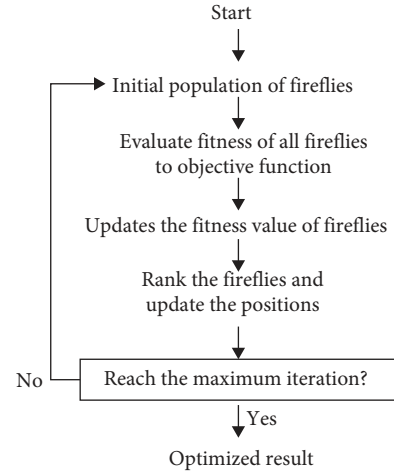 Start
Initial population of fireflies
Evaluate fitness of all fireflies
to objective function
Updates the fitness value of fireflies
Rank the fireflies and
update the positions
No
Reach the maximum iteration?
Yes
Optimized result